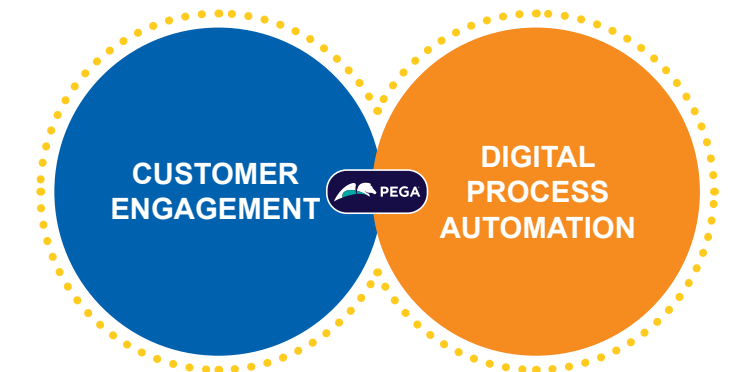 CUSTOMER
ENGAGEMENT
PEGA
DIGITAL
PROCESS
AUTOMATION